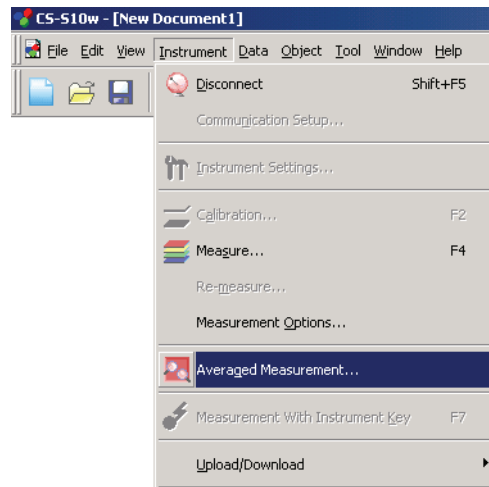 CS-S10w - [New Document1]
File Edit View Instrument Data Object Tool Window Help
Disconnect Shift+F5
Communication Setup...
Instrument Settings...
Calibration... F2
Measure... F4
Re-measure...
Measurement Options...
Averaged Measurement...
Measurement With Instrument Key F7
Upload/Download